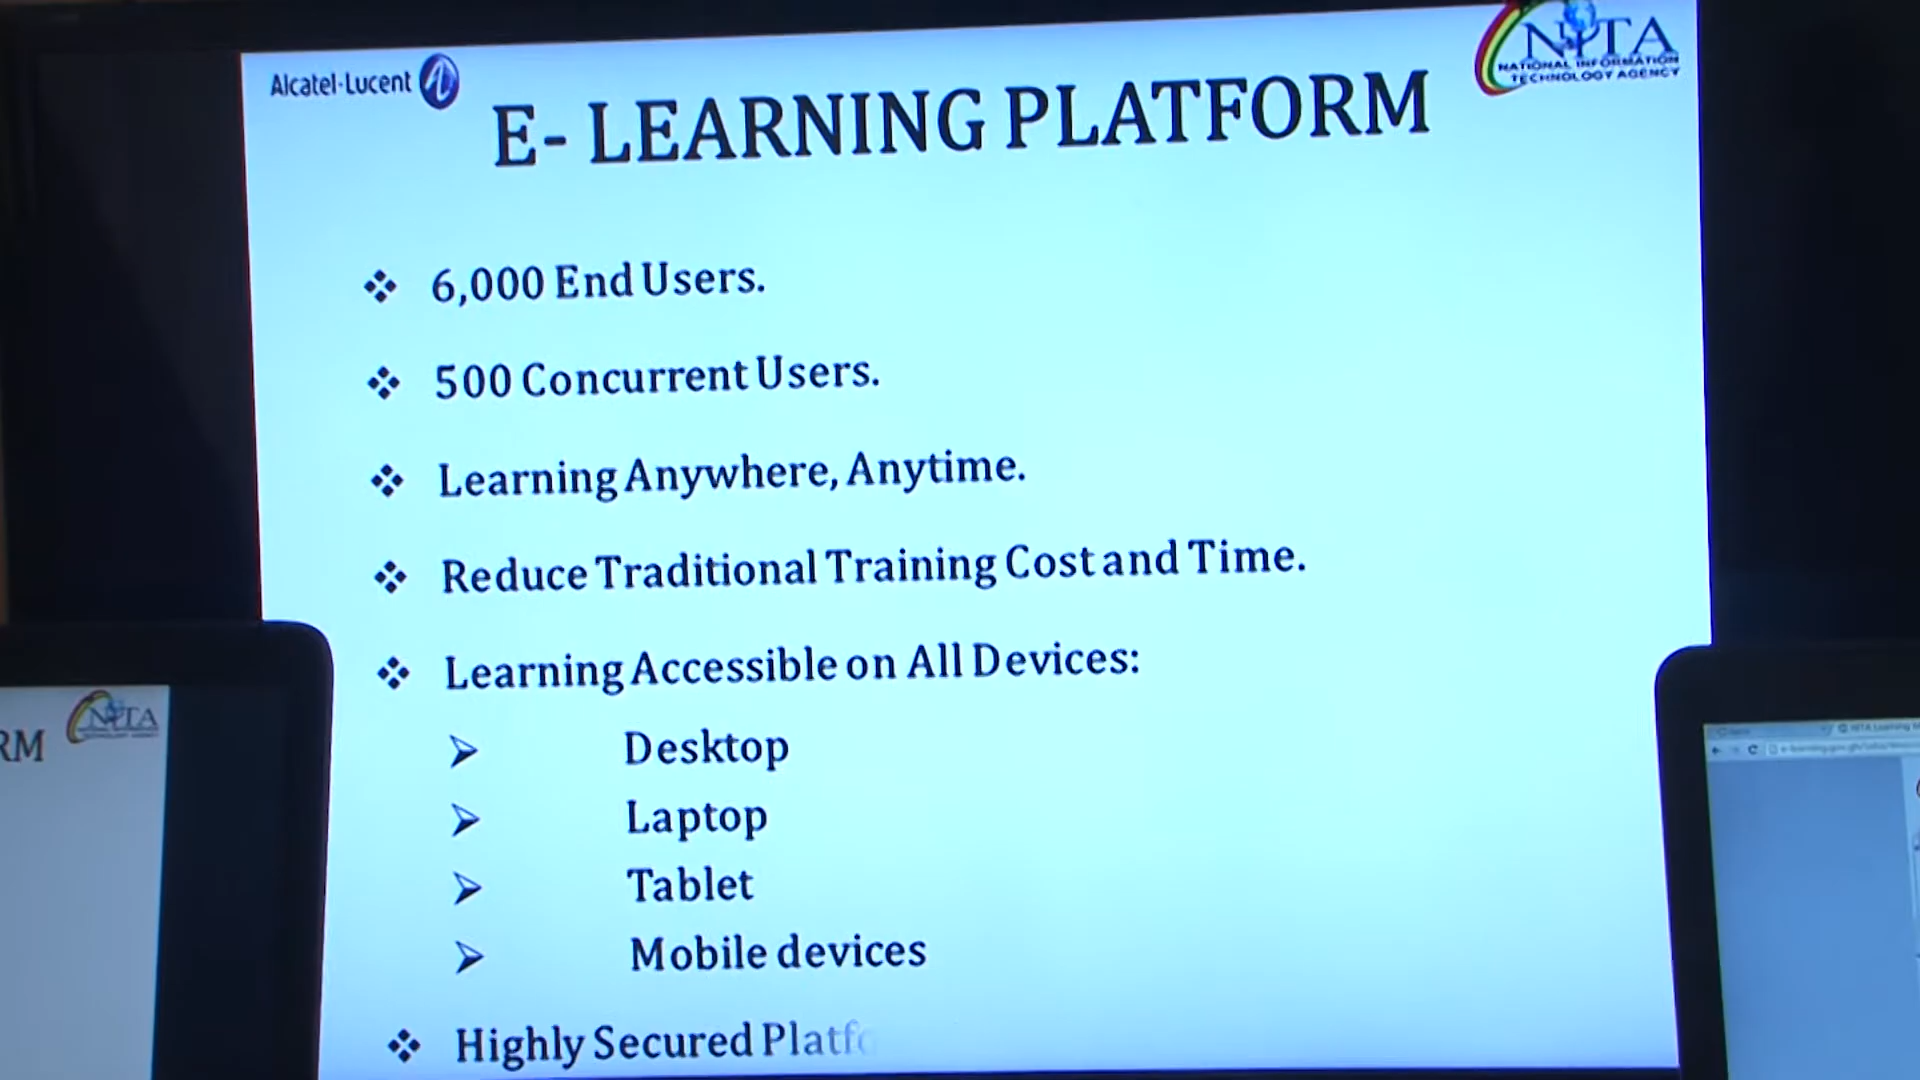 Alcatel·Lucent
NITA
NATIONAL INFORMATION
TECHNOLOGY AGENCY
E- LEARNING PLATFORM
6,000 End Users.
500 Concurrent Users.
Learning Anywhere, Anytime.
Reduce Traditional Training Cost and Time.
Learning Accessible on All Devices:
Desktop
Laptop
Tablet
Mobile devices
Highly Secured Platfo
RM
NITA